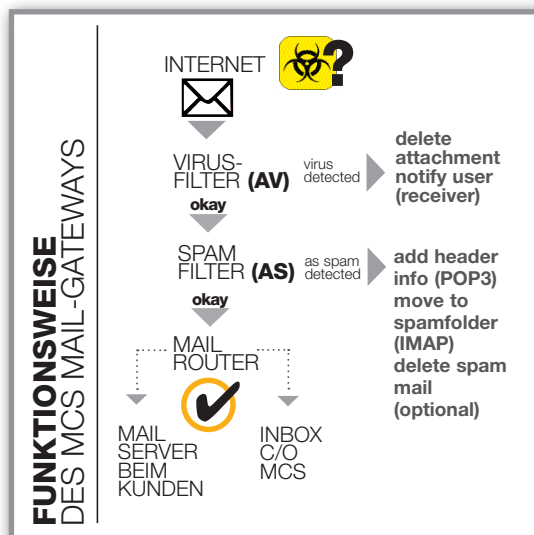 FUNKTIONSWEISE
DES MCS MAIL-GATEWAYS
INTERNET
?
VIRUS-
FILTER (AV)
virus
detected
delete
attachment
notify user
(receiver)
okay
SPAM
FILTER (AS)
as spam
detected
add header
info (POP3)
move to
spamfolder
(IMAP)
delete spam
mail
(optional)
okay
MAIL
ROUTER
MAIL
SERVER
BEIM
KUNDEN
INBOX
C/O
MCS